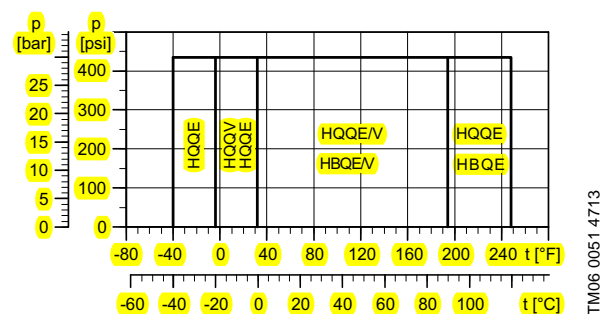 p p
[bar] [psi]
25 400
20 300
15 200
10 100
5
0 0
HQQE
HQQV
HQQE
HQQE/V
HBQE/V
HQQE
HBQE
-80 -40 0 40 80 120 160 200 240 t [°F]
-60 -40 -20 0 20 40 60 80 100 t [°C]
TM06 0051 4713